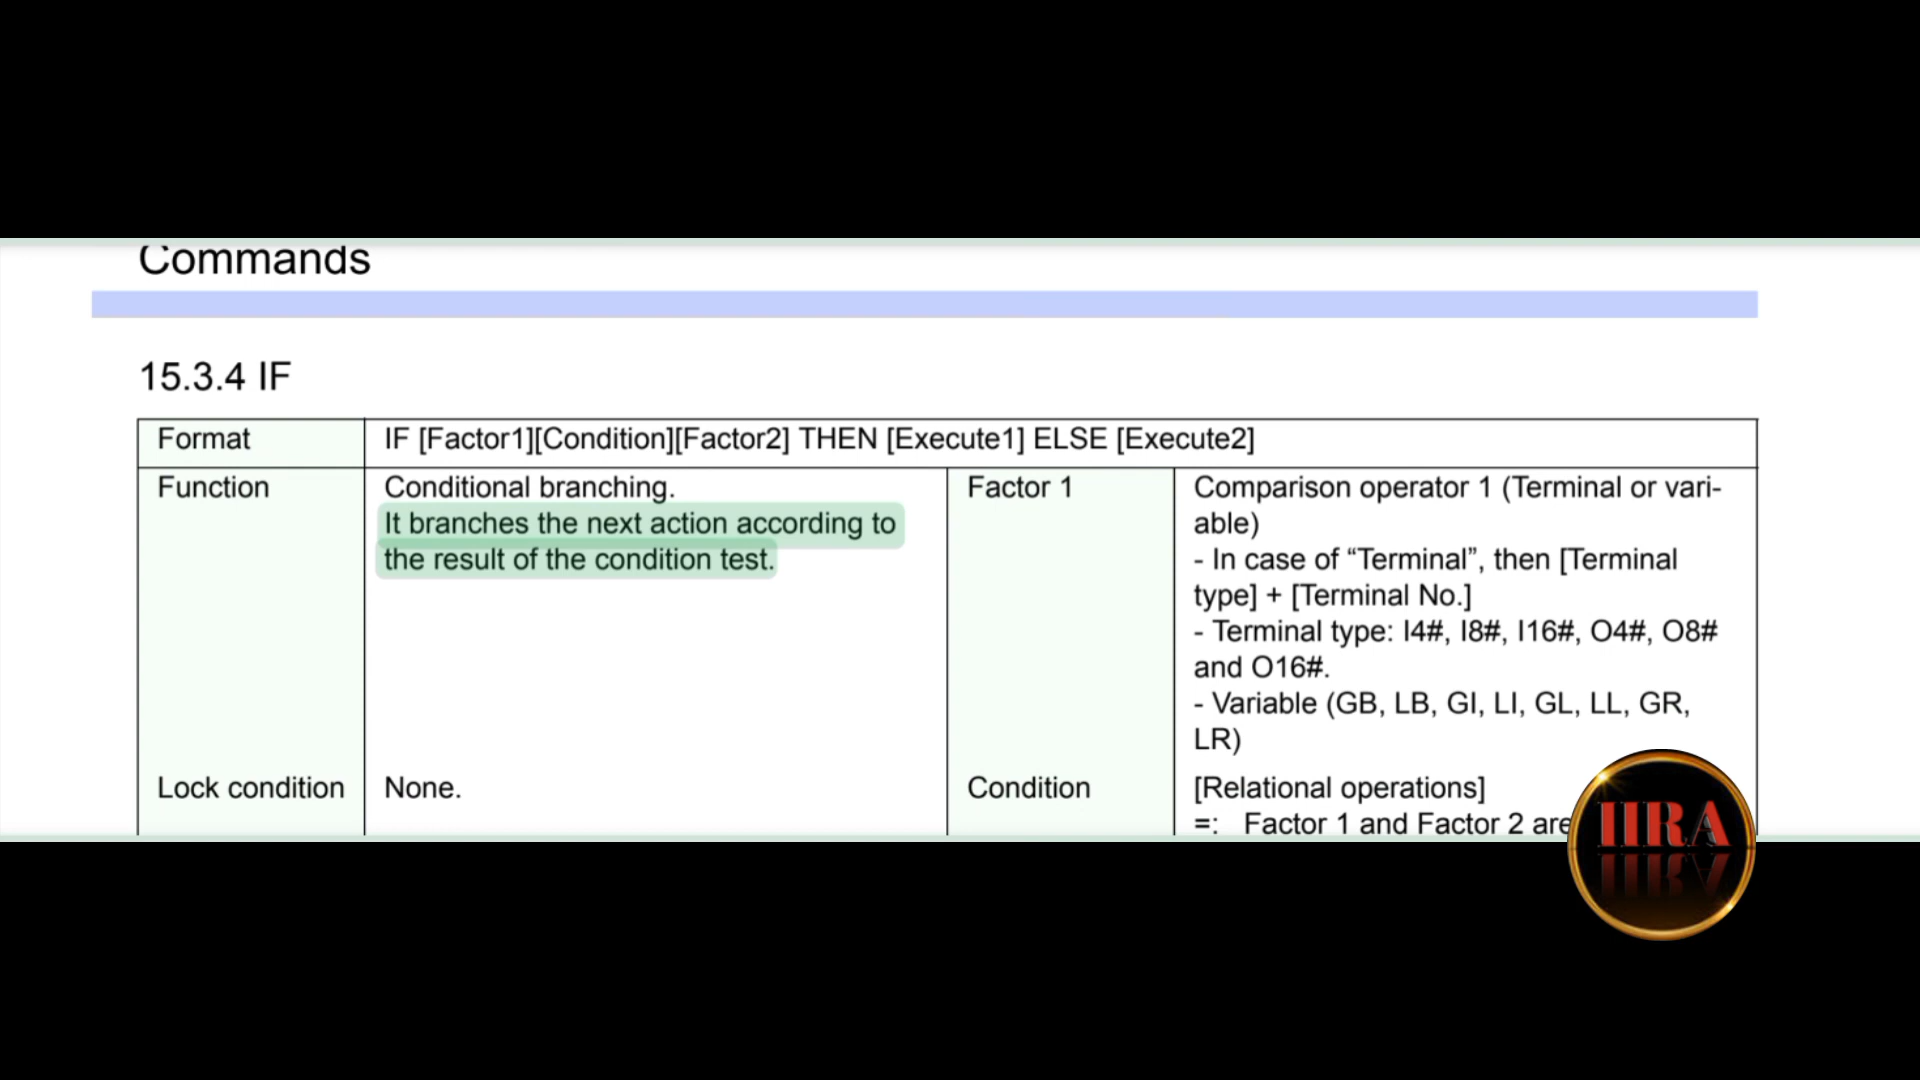 Commands
15.3.4 IF
Format
IF [Factor1][Condition][Factor2] THEN [Execute1] ELSE [Execute2]
Function
Conditional branching.
It branches the next action according to
the result of the condition test.
Factor 1
Comparison operator 1 (Terminal or vari-
able)
- In case of “Terminal”, then [Terminal
type] + [Terminal No.]
- Terminal type: I4#, I8#, I16#, O4#, O8#
and O16#.
- Variable (GB, LB, GI, LI, GL, LL, GR,
LR)
Lock condition
None.
Condition
[Relational operations]
=: Factor 1 and Factor 2 are
IIRA